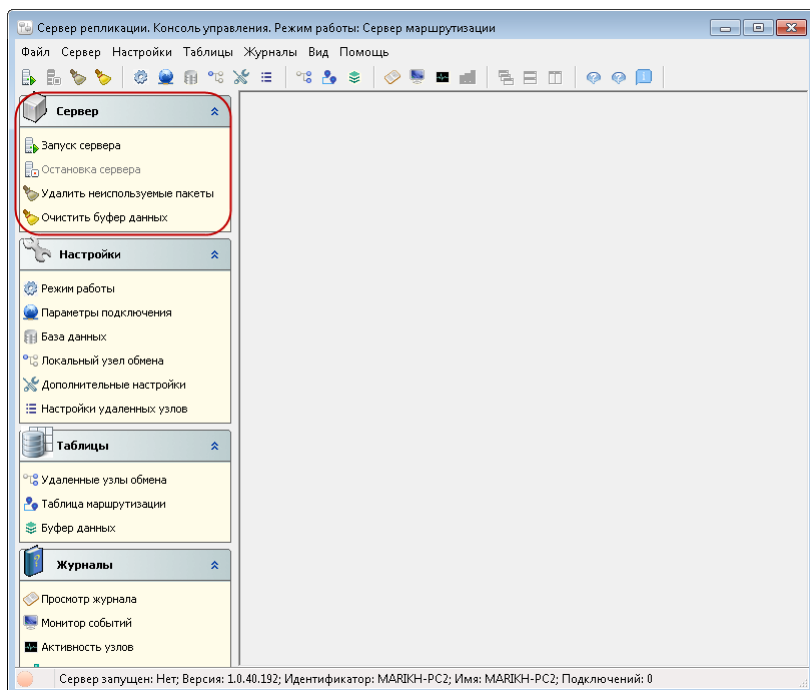 Сервер репликации. Консоль управления. Режим работы: Сервер маршрутизации
Файл Сервер Настройки Таблицы Журналы Вид Помощь
Сервер
Запуск сервера
Остановка сервера
Удалить неиспользуемые пакеты
Очистить буфер данных
Настройки
Режим работы
Параметры подключения
База данных
Локальный узел обмена
Дополнительные настройки
Настройки удаленных узлов
Таблицы
Удаленные узлы обмена
Таблица маршрутизации
Буфер данных
Журналы
Просмотр журнала
Монитор событий
Активность узлов
Сервер запущен: Нет; Версия: 1.0.40.192; Идентификатор: MARIKH-PC2; Имя: MARIKH-PC2; Подключений: 0